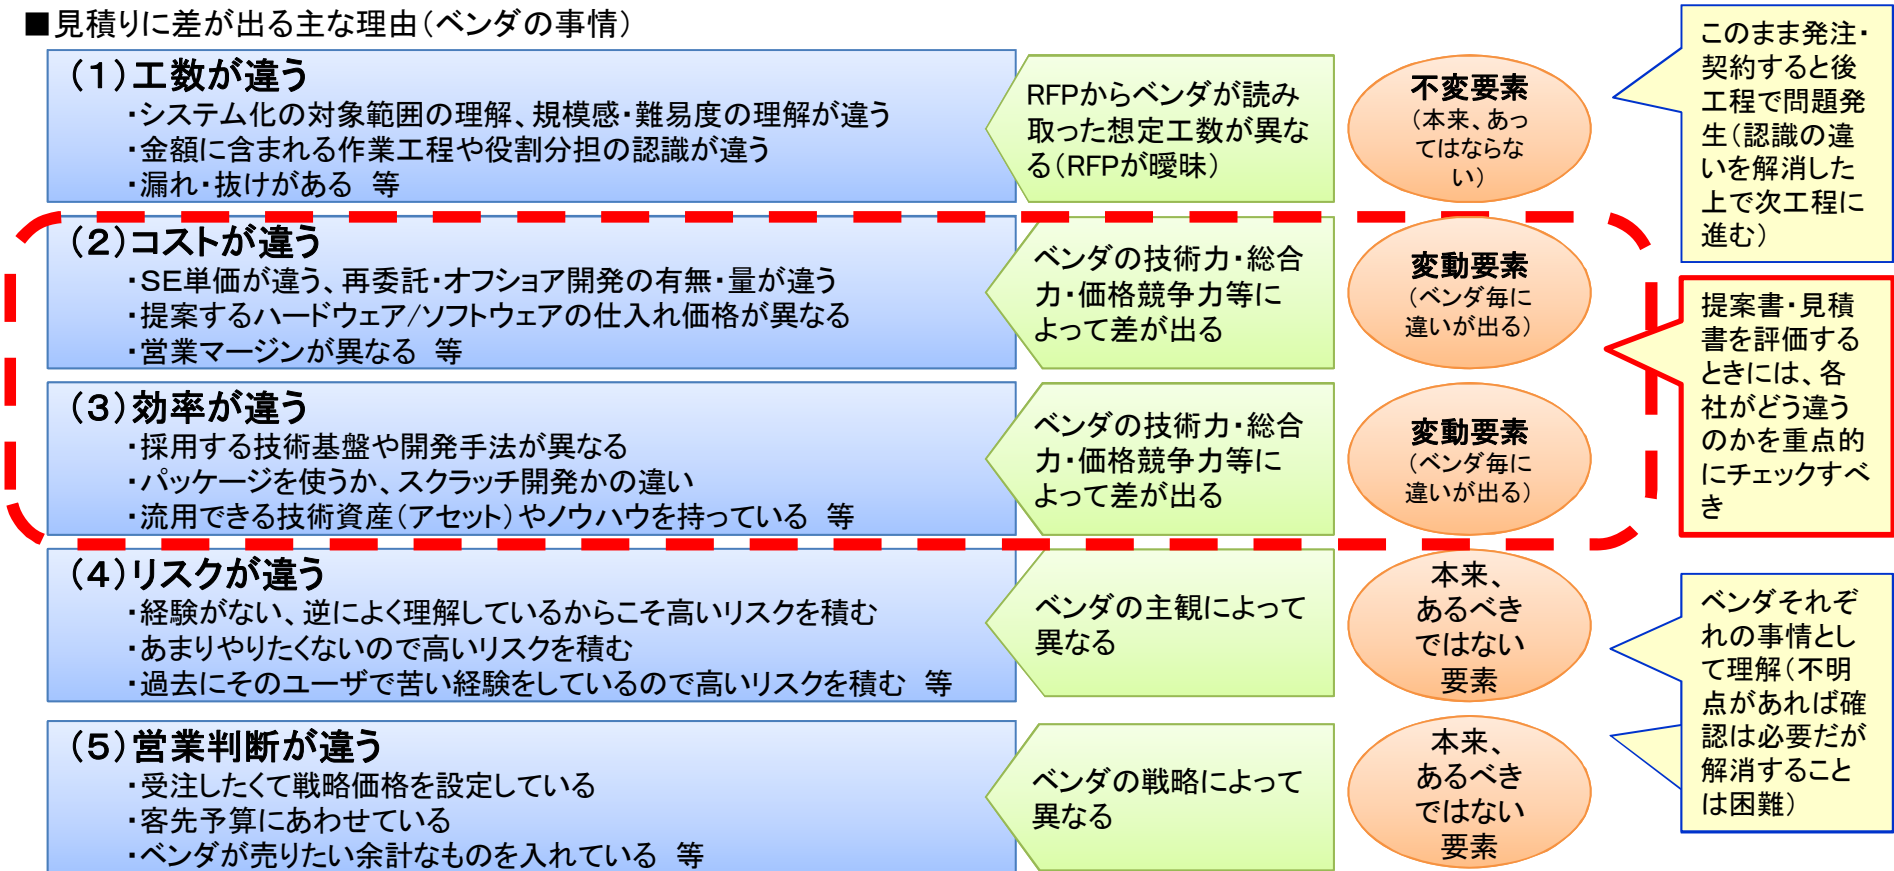 ■見積りに差が出る主な理由(ベンダの事情)
(1)工数が違う
・システム化の対象範囲の理解、規模感・難易度の理解が違う
・金額に含まれる作業工程や役割分担の認識が違う
・漏れ・抜けがある 等
RFPからベンダが読み
取った想定工数が異な
る(RFPが曖昧)
不変要素
(本来、あっ
てはならな
い)
このまま発注・
契約すると後
工程で問題発
生(認識の違
いを解消した
上で次工程に
進む)
(2)コストが違う
・SE単価が違う、再委託・オフショア開発の有無・量が違う
・提案するハードウェア/ソフトウェアの仕入れ価格が異なる
・営業マージンが異なる 等
ベンダの技術力・総合
力・価格競争力等に
よって差が出る
変動要素
(ベンダ毎に
違いが出る)
提案書・見積
書を評価する
ときには、各
社がどう違う
のかを重点的
にチェックすべ
き
(3)効率が違う
・採用する技術基盤や開発手法が異なる
・パッケージを使うか、スクラッチ開発かの違い
・流用できる技術資産(アセット)やノウハウを持っている 等
ベンダの技術力・総合
力・価格競争力等に
よって差が出る
変動要素
(ベンダ毎に
違いが出る)
(4)リスクが違う
・経験がない、逆によく理解しているからこそ高いリスクを積む
・あまりやりたくないので高いリスクを積む
・過去にそのユーザで苦い経験をしているので高いリスクを積む 等
ベンダの主観によって
異なる
本来、
あるべき
ではない
要素
ベンダそれぞ
れの事情とし
て理解(不明
点があれば確
認は必要だが
解消すること
は困難)
(5)営業判断が違う
・受注したくて戦略価格を設定している
・客先予算にあわせている
・ベンダが売りたい余計なものを入れている 等
ベンダの戦略によって
異なる
本来、
あるべき
ではない
要素